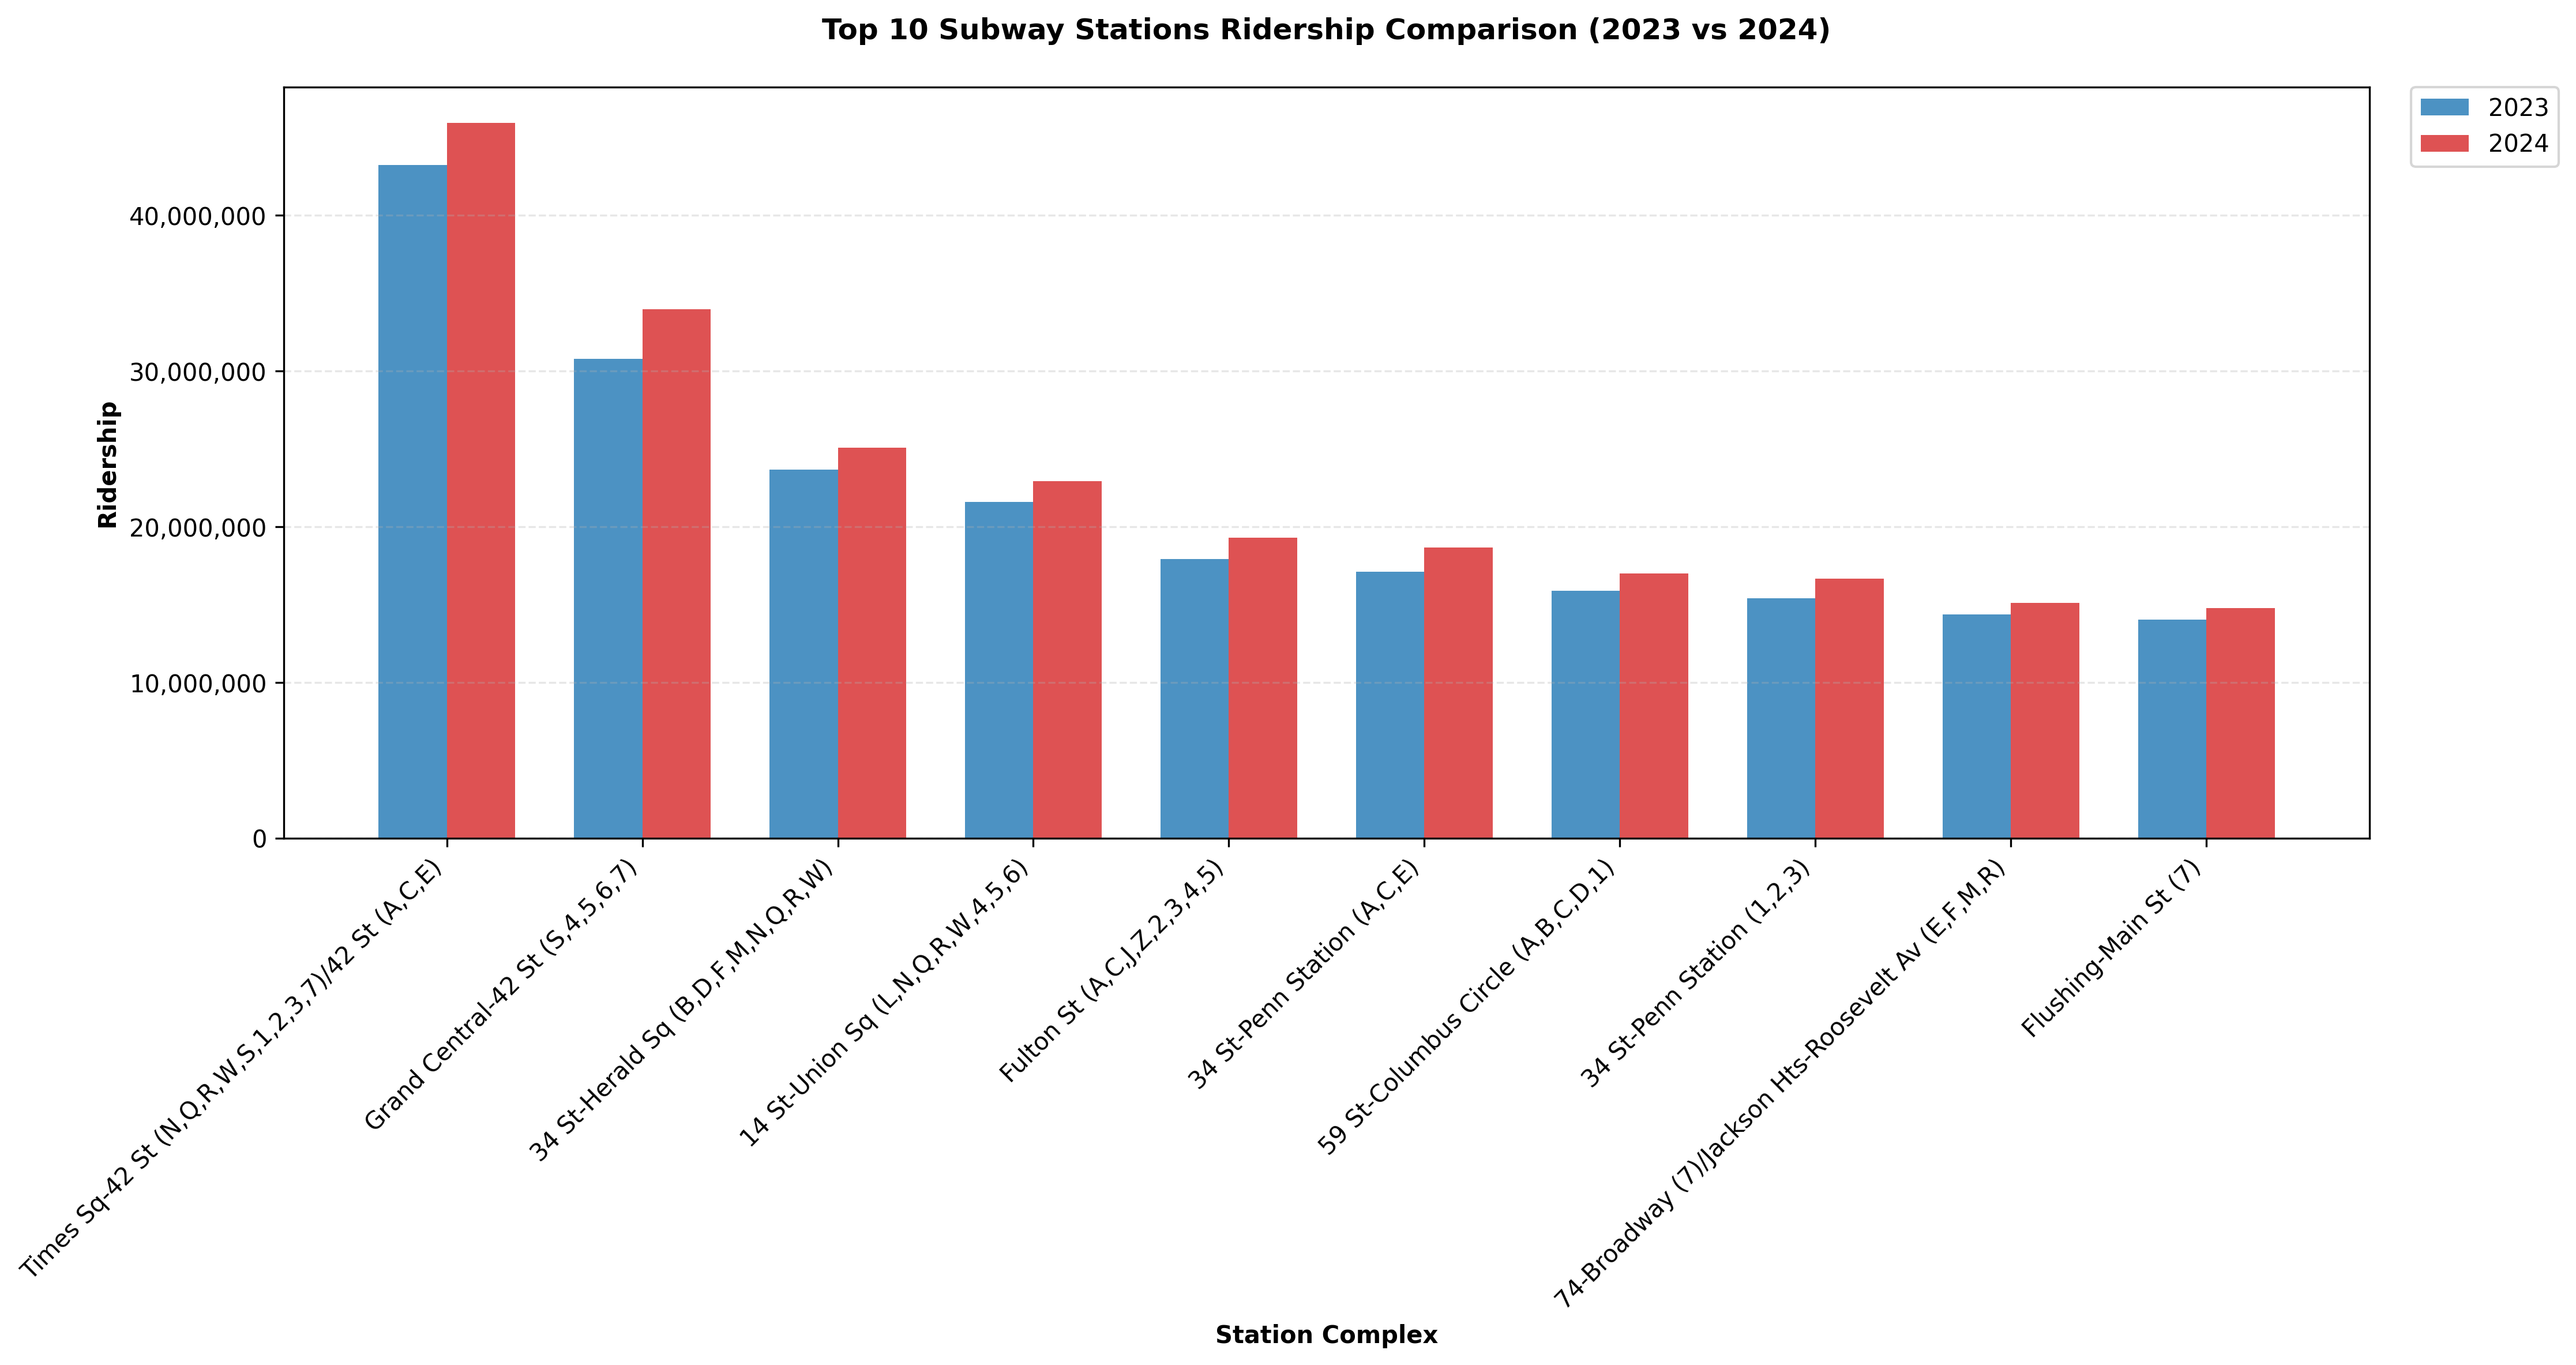 Top 10 Subway Stations Ridership Comparison (2023 vs 2024)
2023
2024
Ridership
40,000,000
30,000,000
20,000,000
10,000,000
0
Times Sq-42 St (N,Q,R,W,S,1,2,3,7)/42 St (A,C,E)
Grand Central-42 St (S,4,5,6,7)
34 St-Herald Sq (B,D,F,M,N,Q,R,W)
14 St-Union Sq (L,N,Q,R,W,4,5,6)
Fulton St (A,C,J,Z,2,3,4,5)
34 St-Penn Station (A,C,E)
59 St-Columbus Circle (A,B,C,D,1)
34 St-Penn Station (1,2,3)
74-Broadway (7)/Jackson Hts-Roosevelt Av (E,F,M,R)
Flushing-Main St (7)
Station Complex